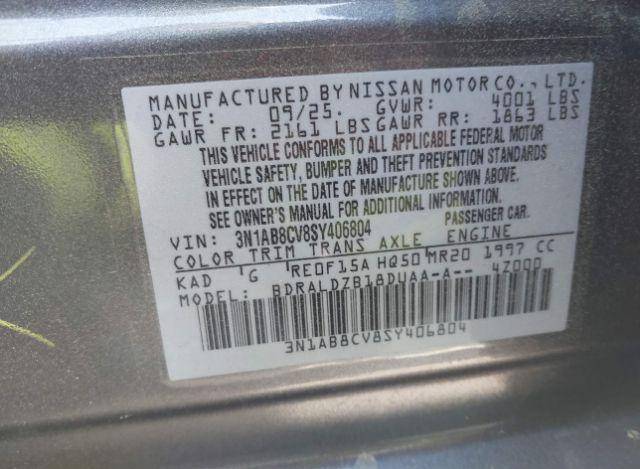 MANUFACTURED BY NISSAN MOTOR CO., LTD.
DATE: 09/25. GVWR: 4001 LBS
GAWR FR: 2161 LBS GAWR RR: 1863 LBS
THIS VEHICLE CONFORMS TO ALL APPLICABLE FEDERAL MOTOR
VEHICLE SAFETY, BUMPER AND THEFT PREVENTION STANDARDS
IN EFFECT ON THE DATE OF MANUFACTURE SHOWN ABOVE.
SEE OWNER'S MANUAL FOR ADDITIONAL INFORMATION.
VIN: 3N1AB8CV8SY406804 PASSENGER CAR.
COLOR TRIM TRANS AXLE ENGINE
KAD G RE0F15A HQ50 MR20 1997 CC
MODEL: BDRALDZB18DUAA-A-- 4Z000
3N1AB8CV8SY406804